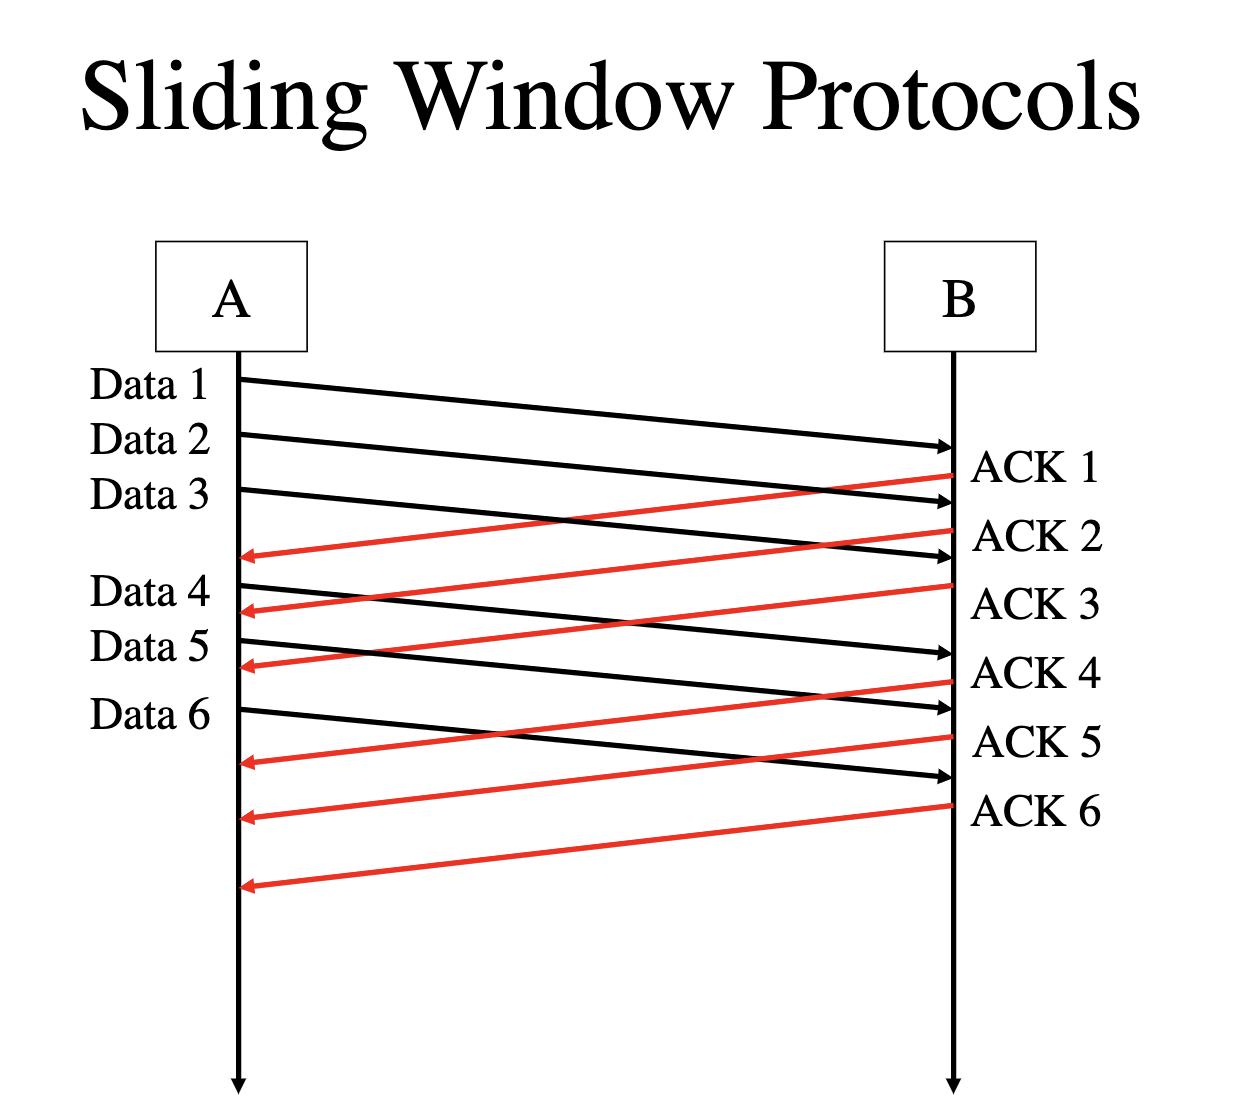 Sliding Window Protocols
A
B
Data 1
Data 2
Data 3
Data 4
Data 5
Data 6
ACK 1
ACK 2
ACK 3
ACK 4
ACK 5
ACK 6